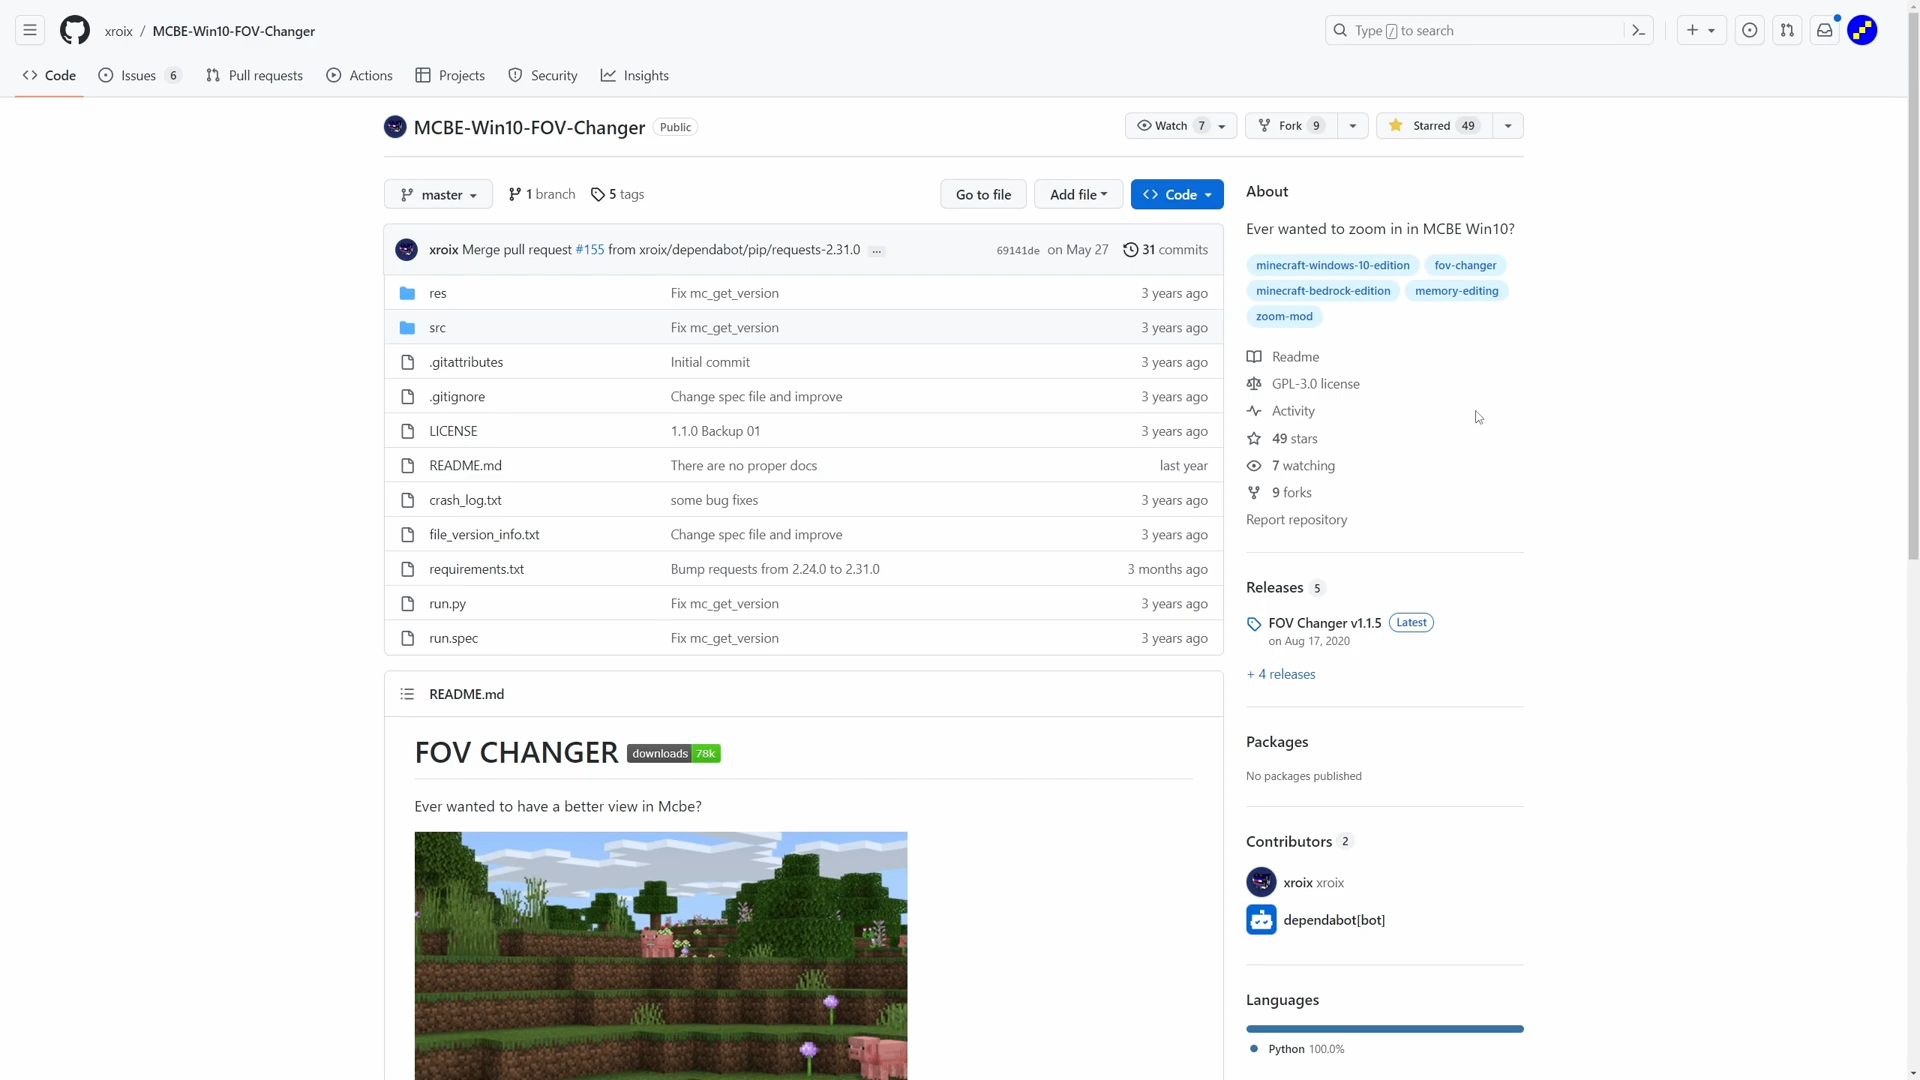 xroix / MCBE-Win10-FOV-Changer
Type / to search
Code
Issues 6
Pull requests
Actions
Projects
Security
Insights
MCBE-Win10-FOV-Changer Public
Watch 7
Fork 9
Starred 49
master
1 branch
5 tags
Go to file
Add file
Code
xroix Merge pull request #155 from xroix/dependabot/pip/requests-2.31.0 ...
69141de on May 27
31 commits
res Fix mc_get_version 3 years ago
src Fix mc_get_version 3 years ago
.gitattributes Initial commit 3 years ago
.gitignore Change spec file and improve 3 years ago
LICENSE 1.1.0 Backup 01 3 years ago
README.md There are no proper docs last year
crash_log.txt some bug fixes 3 years ago
file_version_info.txt Change spec file and improve 3 years ago
requirements.txt Bump requests from 2.24.0 to 2.31.0 3 months ago
run.py Fix mc_get_version 3 years ago
run.spec Fix mc_get_version 3 years ago
README.md
FOV CHANGER downloads 78k
Ever wanted to have a better view in Mcbe?
About
Ever wanted to zoom in in MCBE Win10?
minecraft-windows-10-edition fov-changer
minecraft-bedrock-edition memory-editing
zoom-mod
Readme
GPL-3.0 license
Activity
49 stars
7 watching
9 forks
Report repository
Releases 5
FOV Changer v1.1.5 Latest
on Aug 17, 2020
+ 4 releases
Packages
No packages published
Contributors 2
xroix xroix
dependabot[bot]
Languages
Python 100.0%